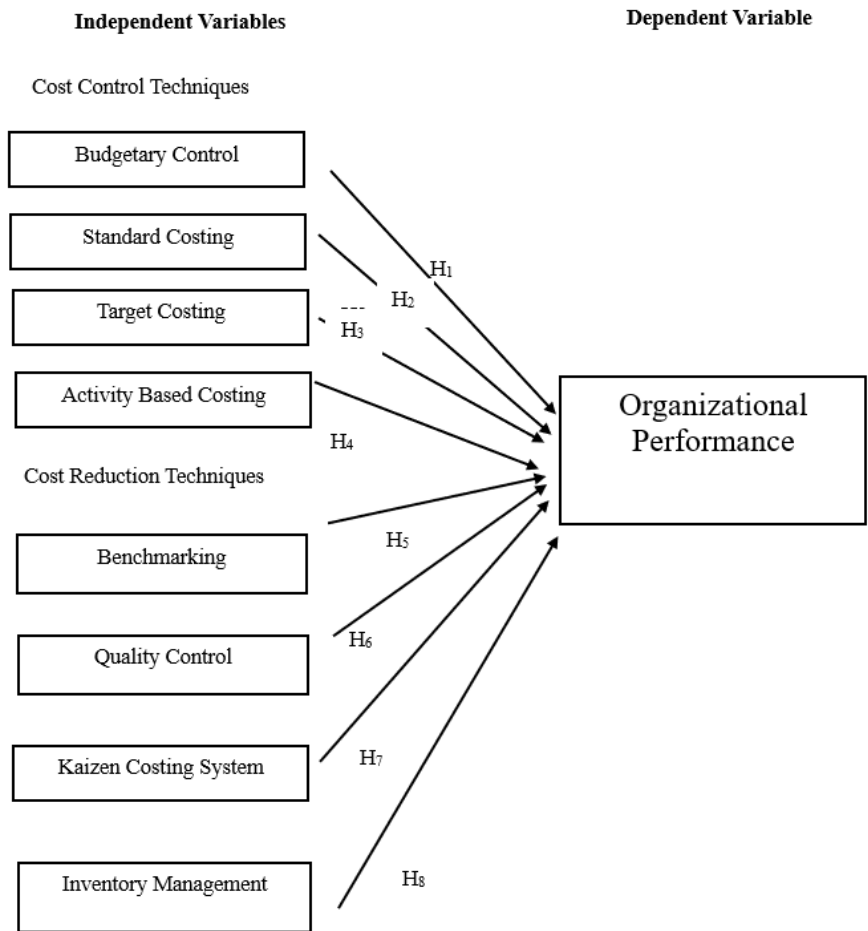 Independent Variables
Dependent Variable
Cost Control Techniques
Budgetary Control
Standard Costing
Target Costing
Activity Based Costing
Cost Reduction Techniques
Benchmarking
Quality Control
Kaizen Costing System
Inventory Management
H₁
H₂
H₃
H₄
H₅
H₆
H₇
H₈
Organizational
Performance